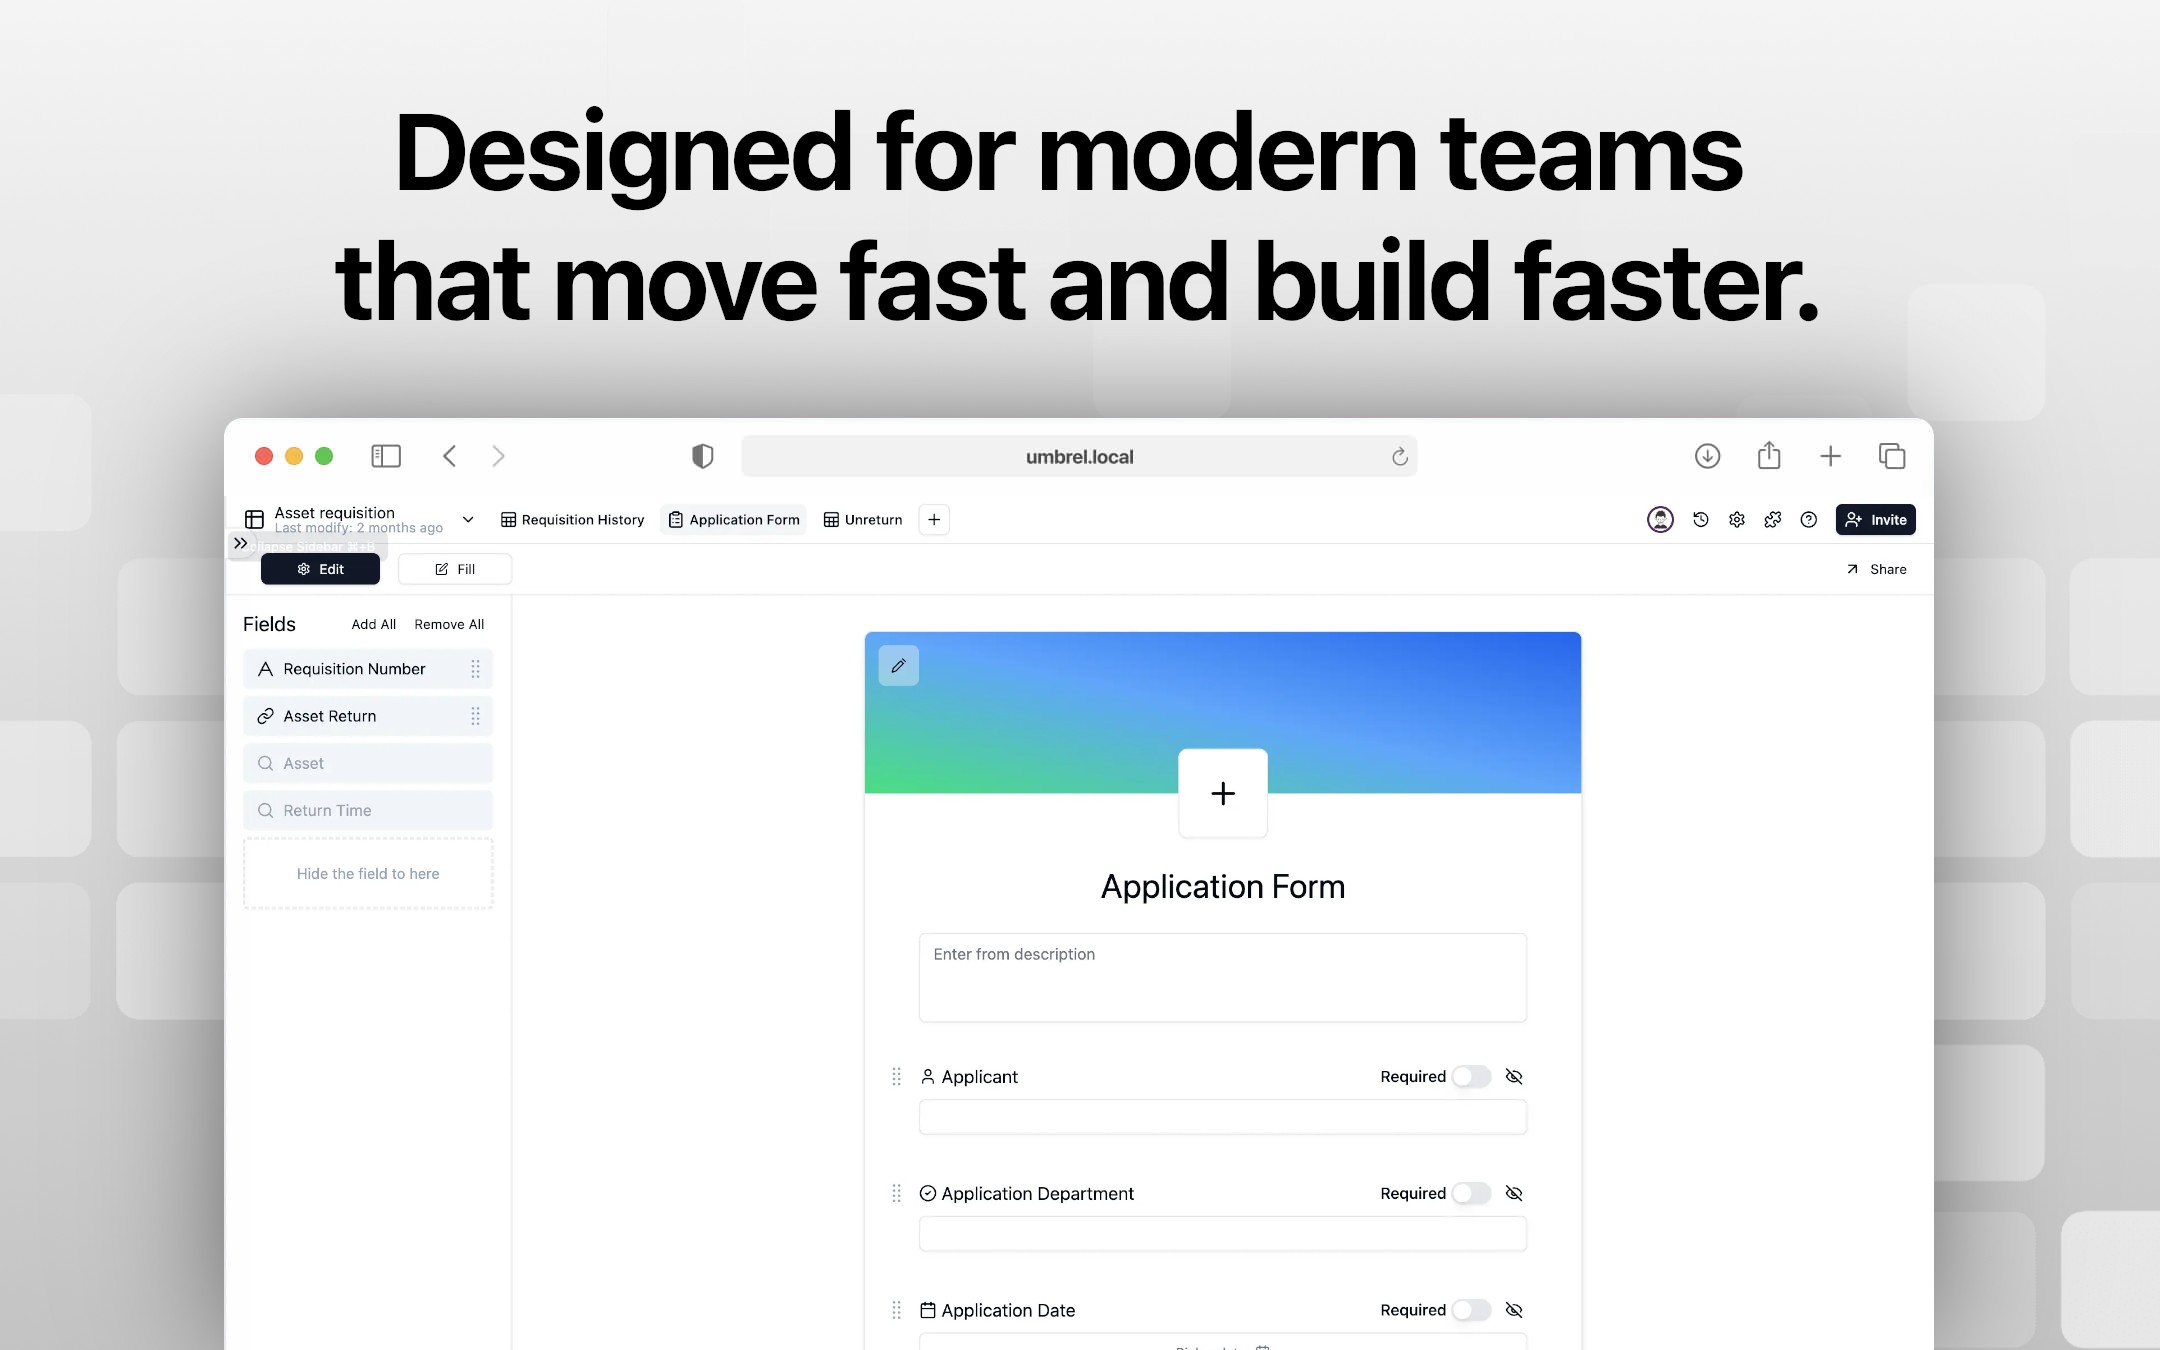 Designed for modern teams
that move fast and build faster.
umbrel.local
Asset requisition
Last modify: 2 months ago
Requisition History
Application Form
Unreturn
Invite
Sidebar ⌘+B
Edit
Fill
Share
Fields
Add All
Remove All
Requisition Number
Asset Return
Asset
Return Time
Hide the field to here
Application Form
Enter from description
Applicant
Required
Application Department
Required
Application Date
Required